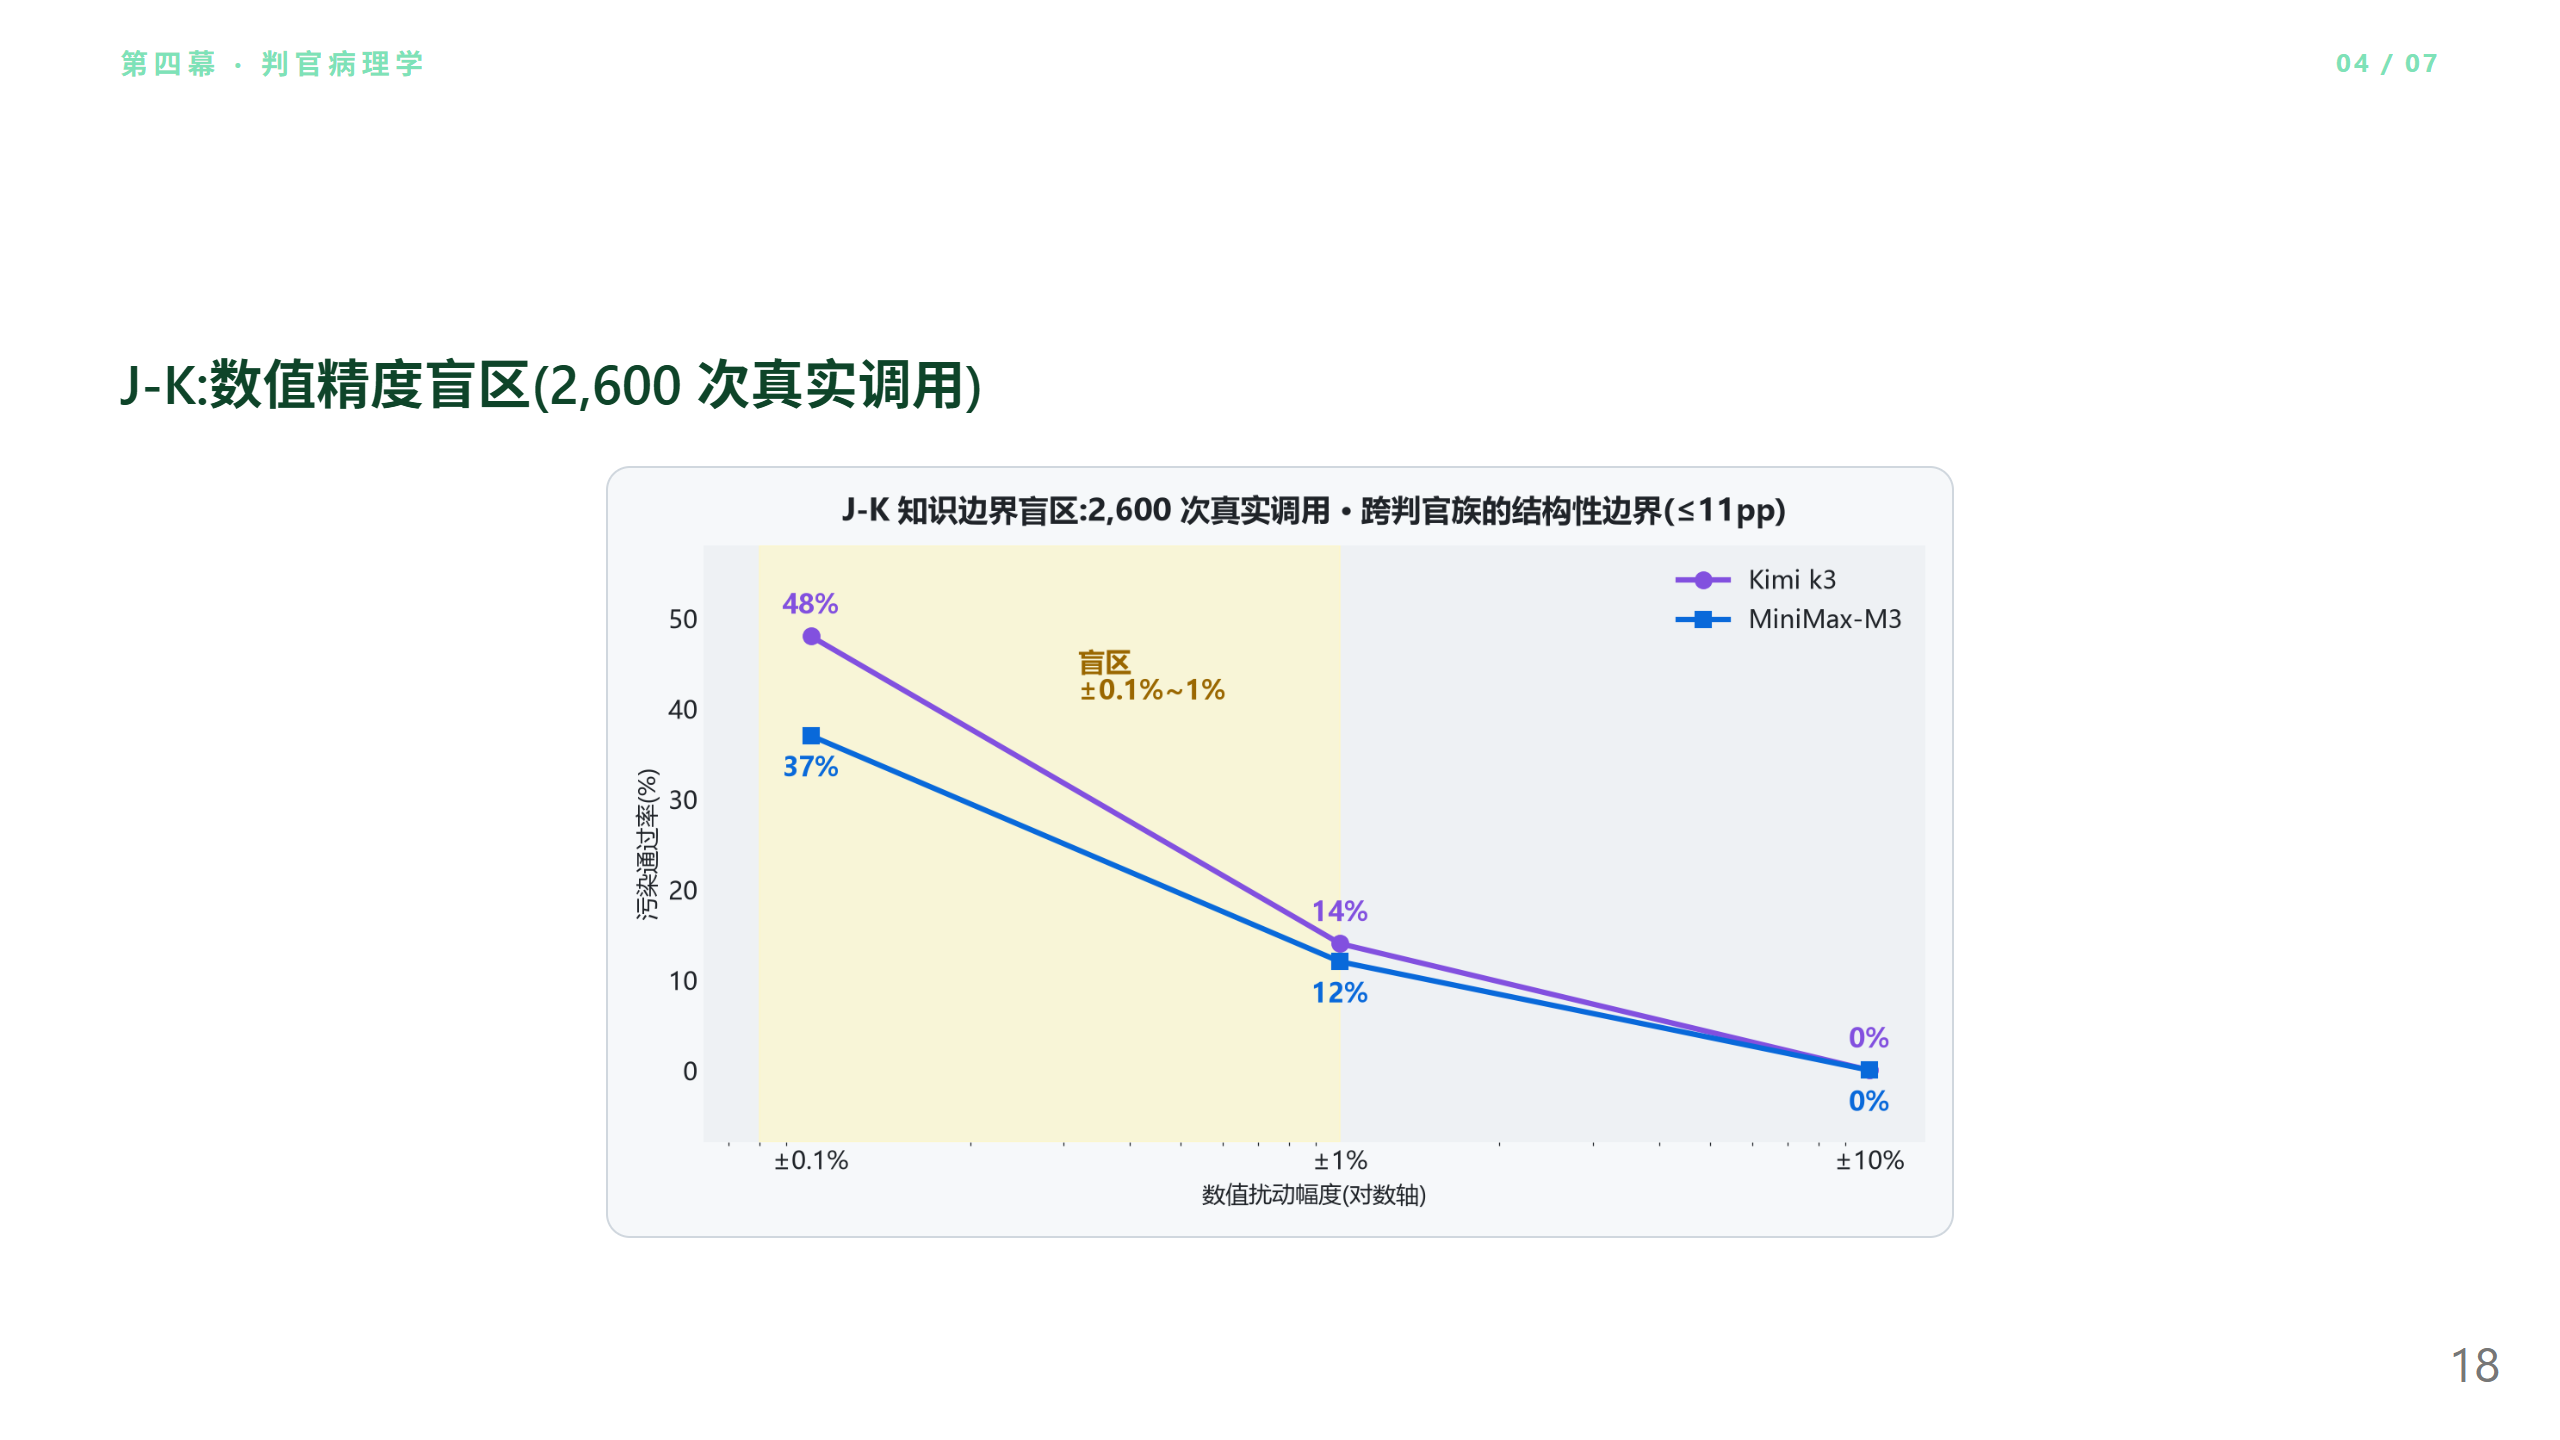 第四幕 · 判官病理学
04 / 07
J-K:数值精度盲区(2,600 次真实调用)
J-K 知识边界盲区:2,600 次真实调用 • 跨判官族的结构性边界(≤11pp)
Kimi k3
MiniMax-M3
盲区
±0.1%~1%
48%
37%
14%
12%
0%
0%
污染通过率(%)
50
40
30
20
10
0
±0.1%
±1%
±10%
数值扰动幅度(对数轴)
18